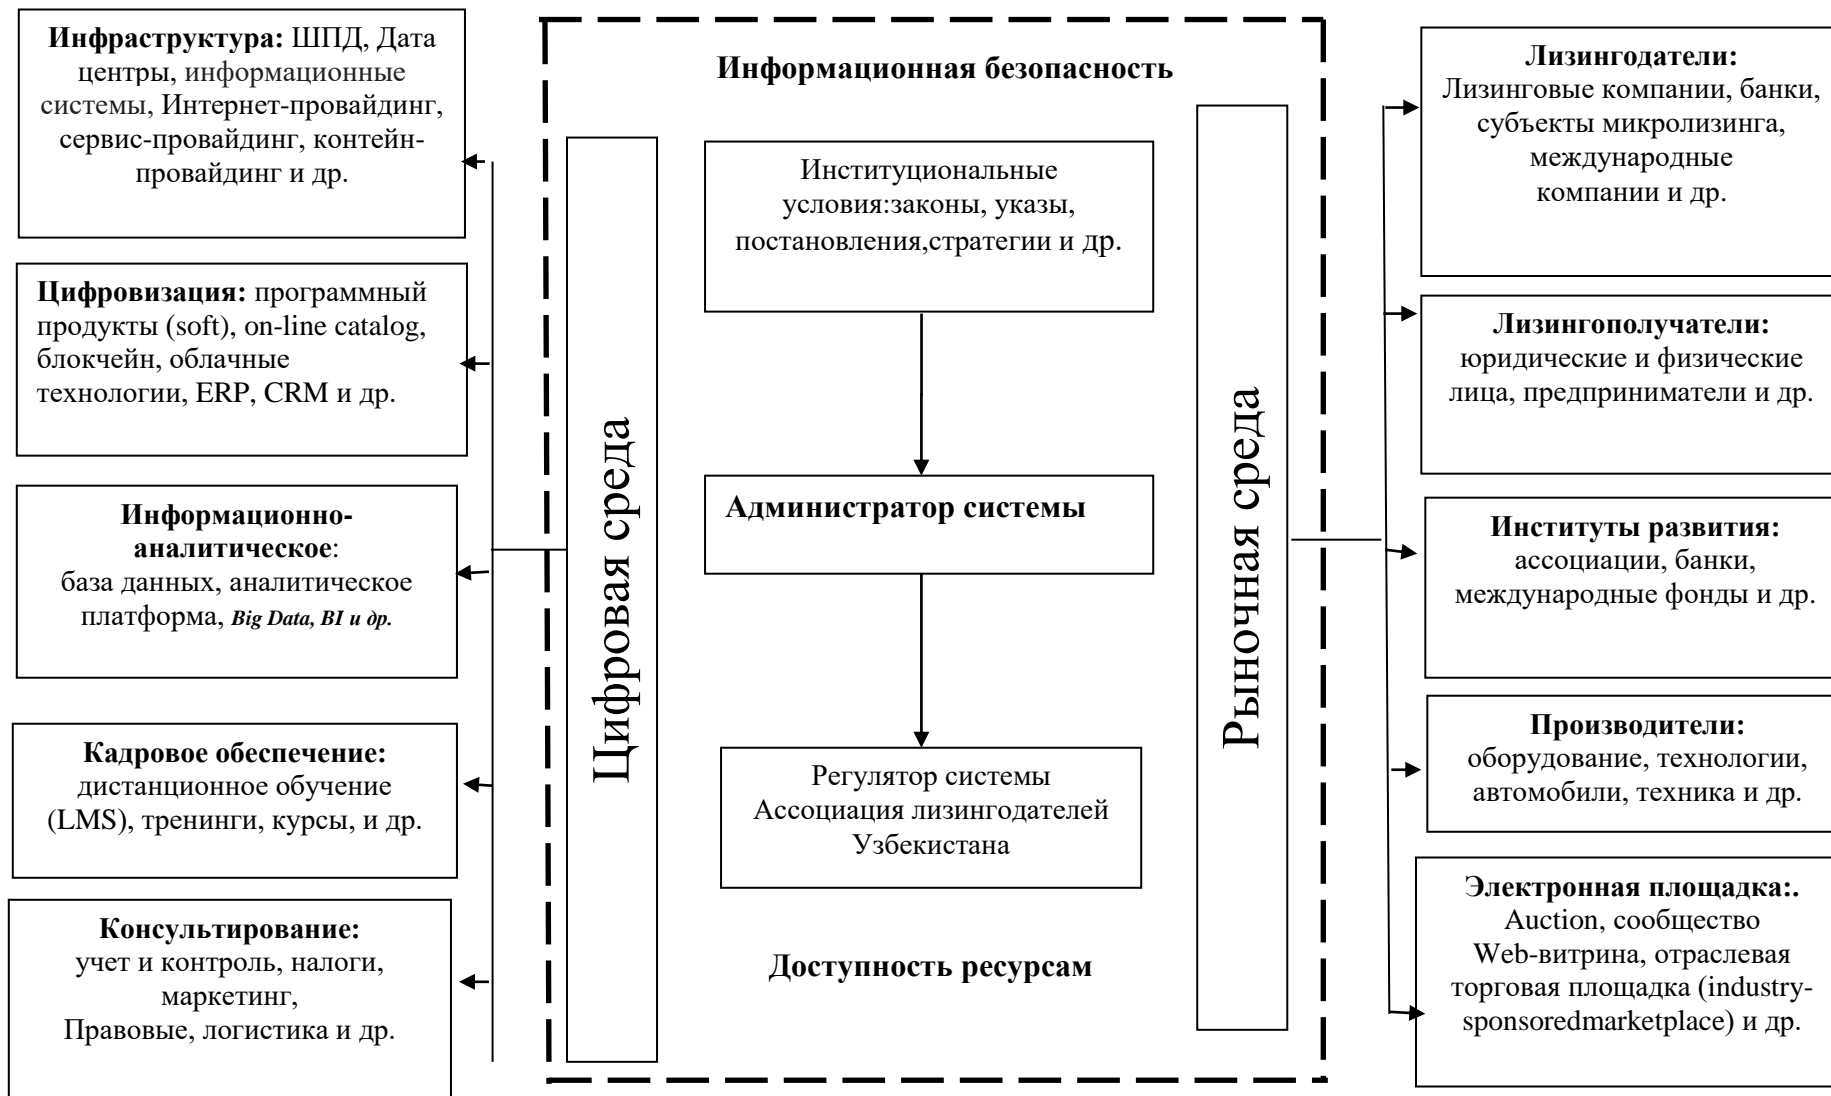 Инфраструктура: ШПД, Дата
центры, информационные
системы, Интернет-провайдинг,
сервис-провайдинг, контейн-
провайдинг и др.
Цифровизация: программный
продукты (soft), on-line catalog,
блокчейн, облачные
технологии, ERP, CRM и др.
Информационно-
аналитическое:
база данных, аналитическое
платформа, Big Data, BI и др.
Кадровое обеспечение:
дистанционное обучение
(LMS), тренинги, курсы, и др.
Консультирование:
учет и контроль, налоги,
маркетинг,
Правовые, логистика и др.
Цифровая среда
Информационная безопасность
Институциональные
условия:законы, указы,
постановления,стратегии и др.
Администратор системы
Регулятор системы
Ассоциация лизингодателей
Узбекистана
Доступность ресурсам
Рыночная среда
Лизингодатели:
Лизинговые компании, банки,
субъекты микролизинга,
международные
компании и др.
Лизингополучатели:
юридические и физические
лица, предприниматели и др.
Институты развития:
ассоциации, банки,
международные фонды и др.
Производители:
оборудование, технологии,
автомобили, техника и др.
Электронная площадка:.
Auction, сообщество
Web-витрина, отраслевая
торговая площадка (industry-
sponsoredmarketplace) и др.